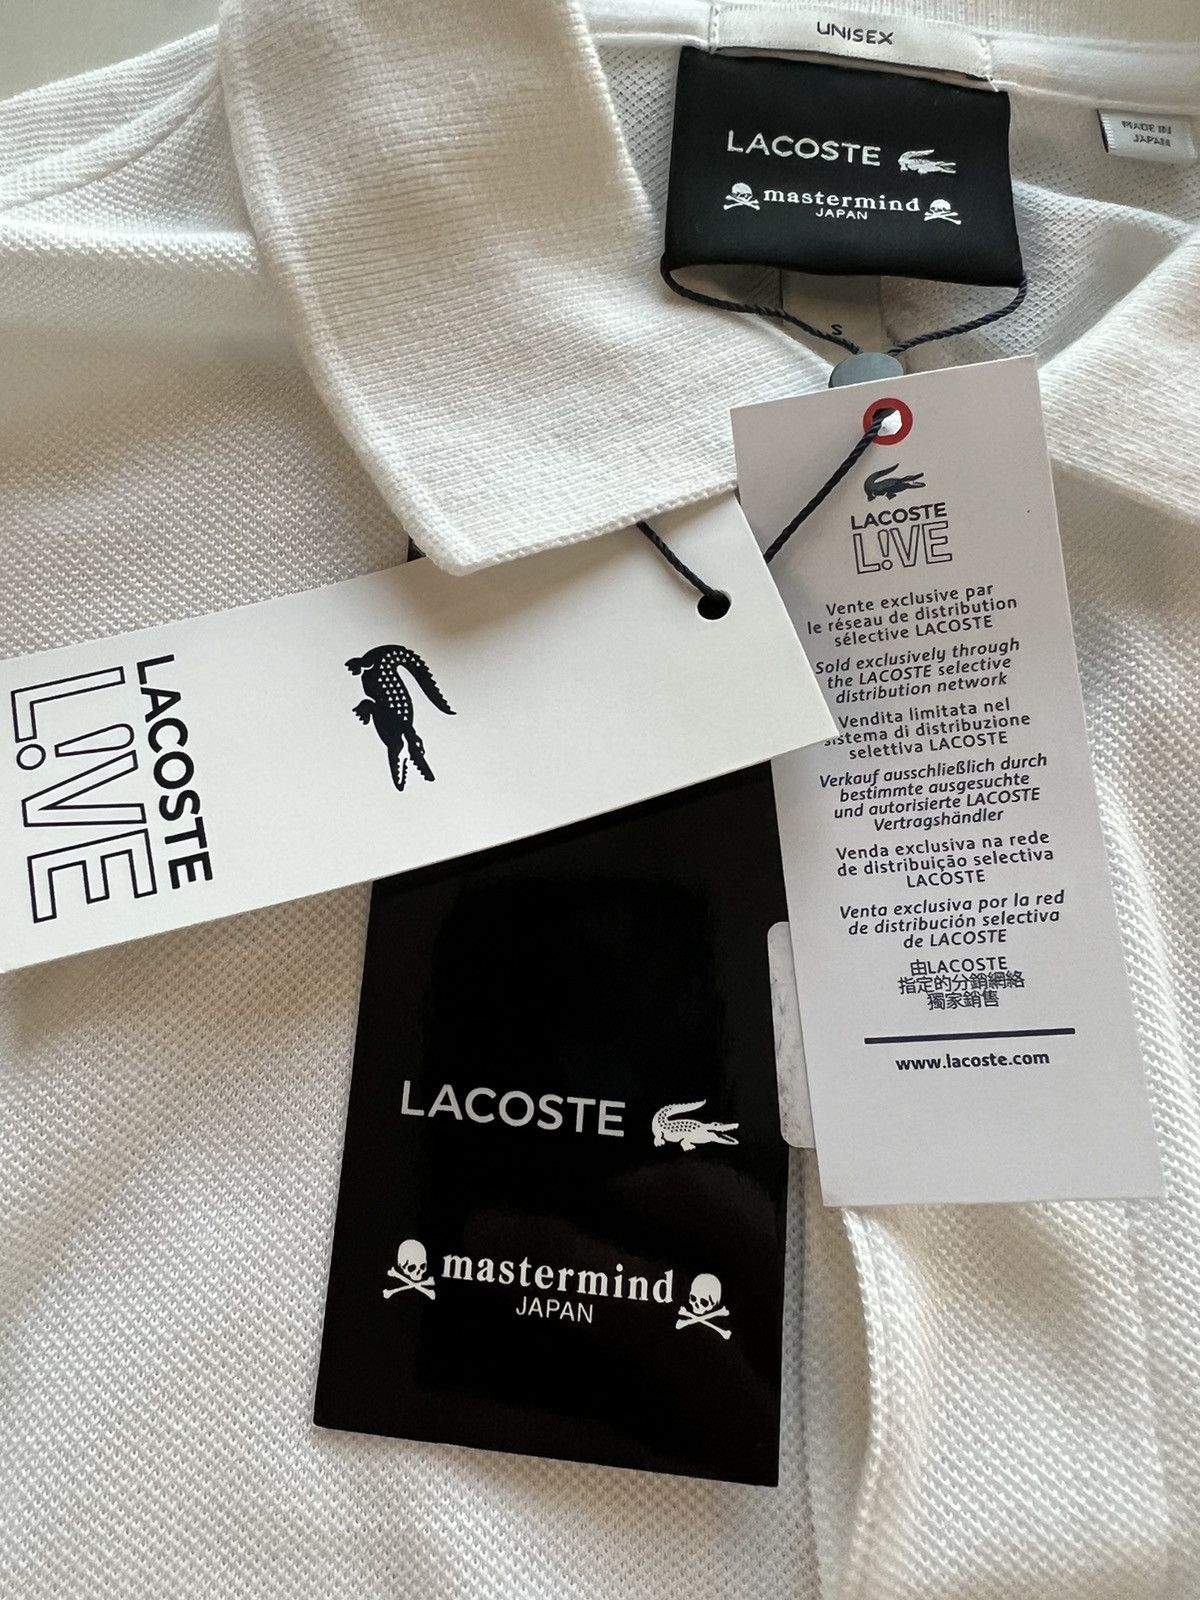 UNISEX
LACOSTE
mastermind
JAPAN
MADE IN
JAPAN
S
LACOSTE
L!VE
Vente exclusive par
le réseau de distribution
sélective LACOSTE
Sold exclusively through
the LACOSTE selective
distribution network
Vendita limitata nel
sistema di distribuzione
selettiva LACOSTE
Verkauf ausschließlich durch
bestimmte ausgesuchte
und autorisierte LACOSTE
Vertragshändler
Venda exclusiva na rede
de distribuição selectiva
LACOSTE
Venta exclusiva por la red
de distribución selectiva
de LACOSTE
由LACOSTE
指定的分銷網絡
獨家銷售
www.lacoste.com
LACOSTE
L!VE
LACOSTE
mastermind
JAPAN